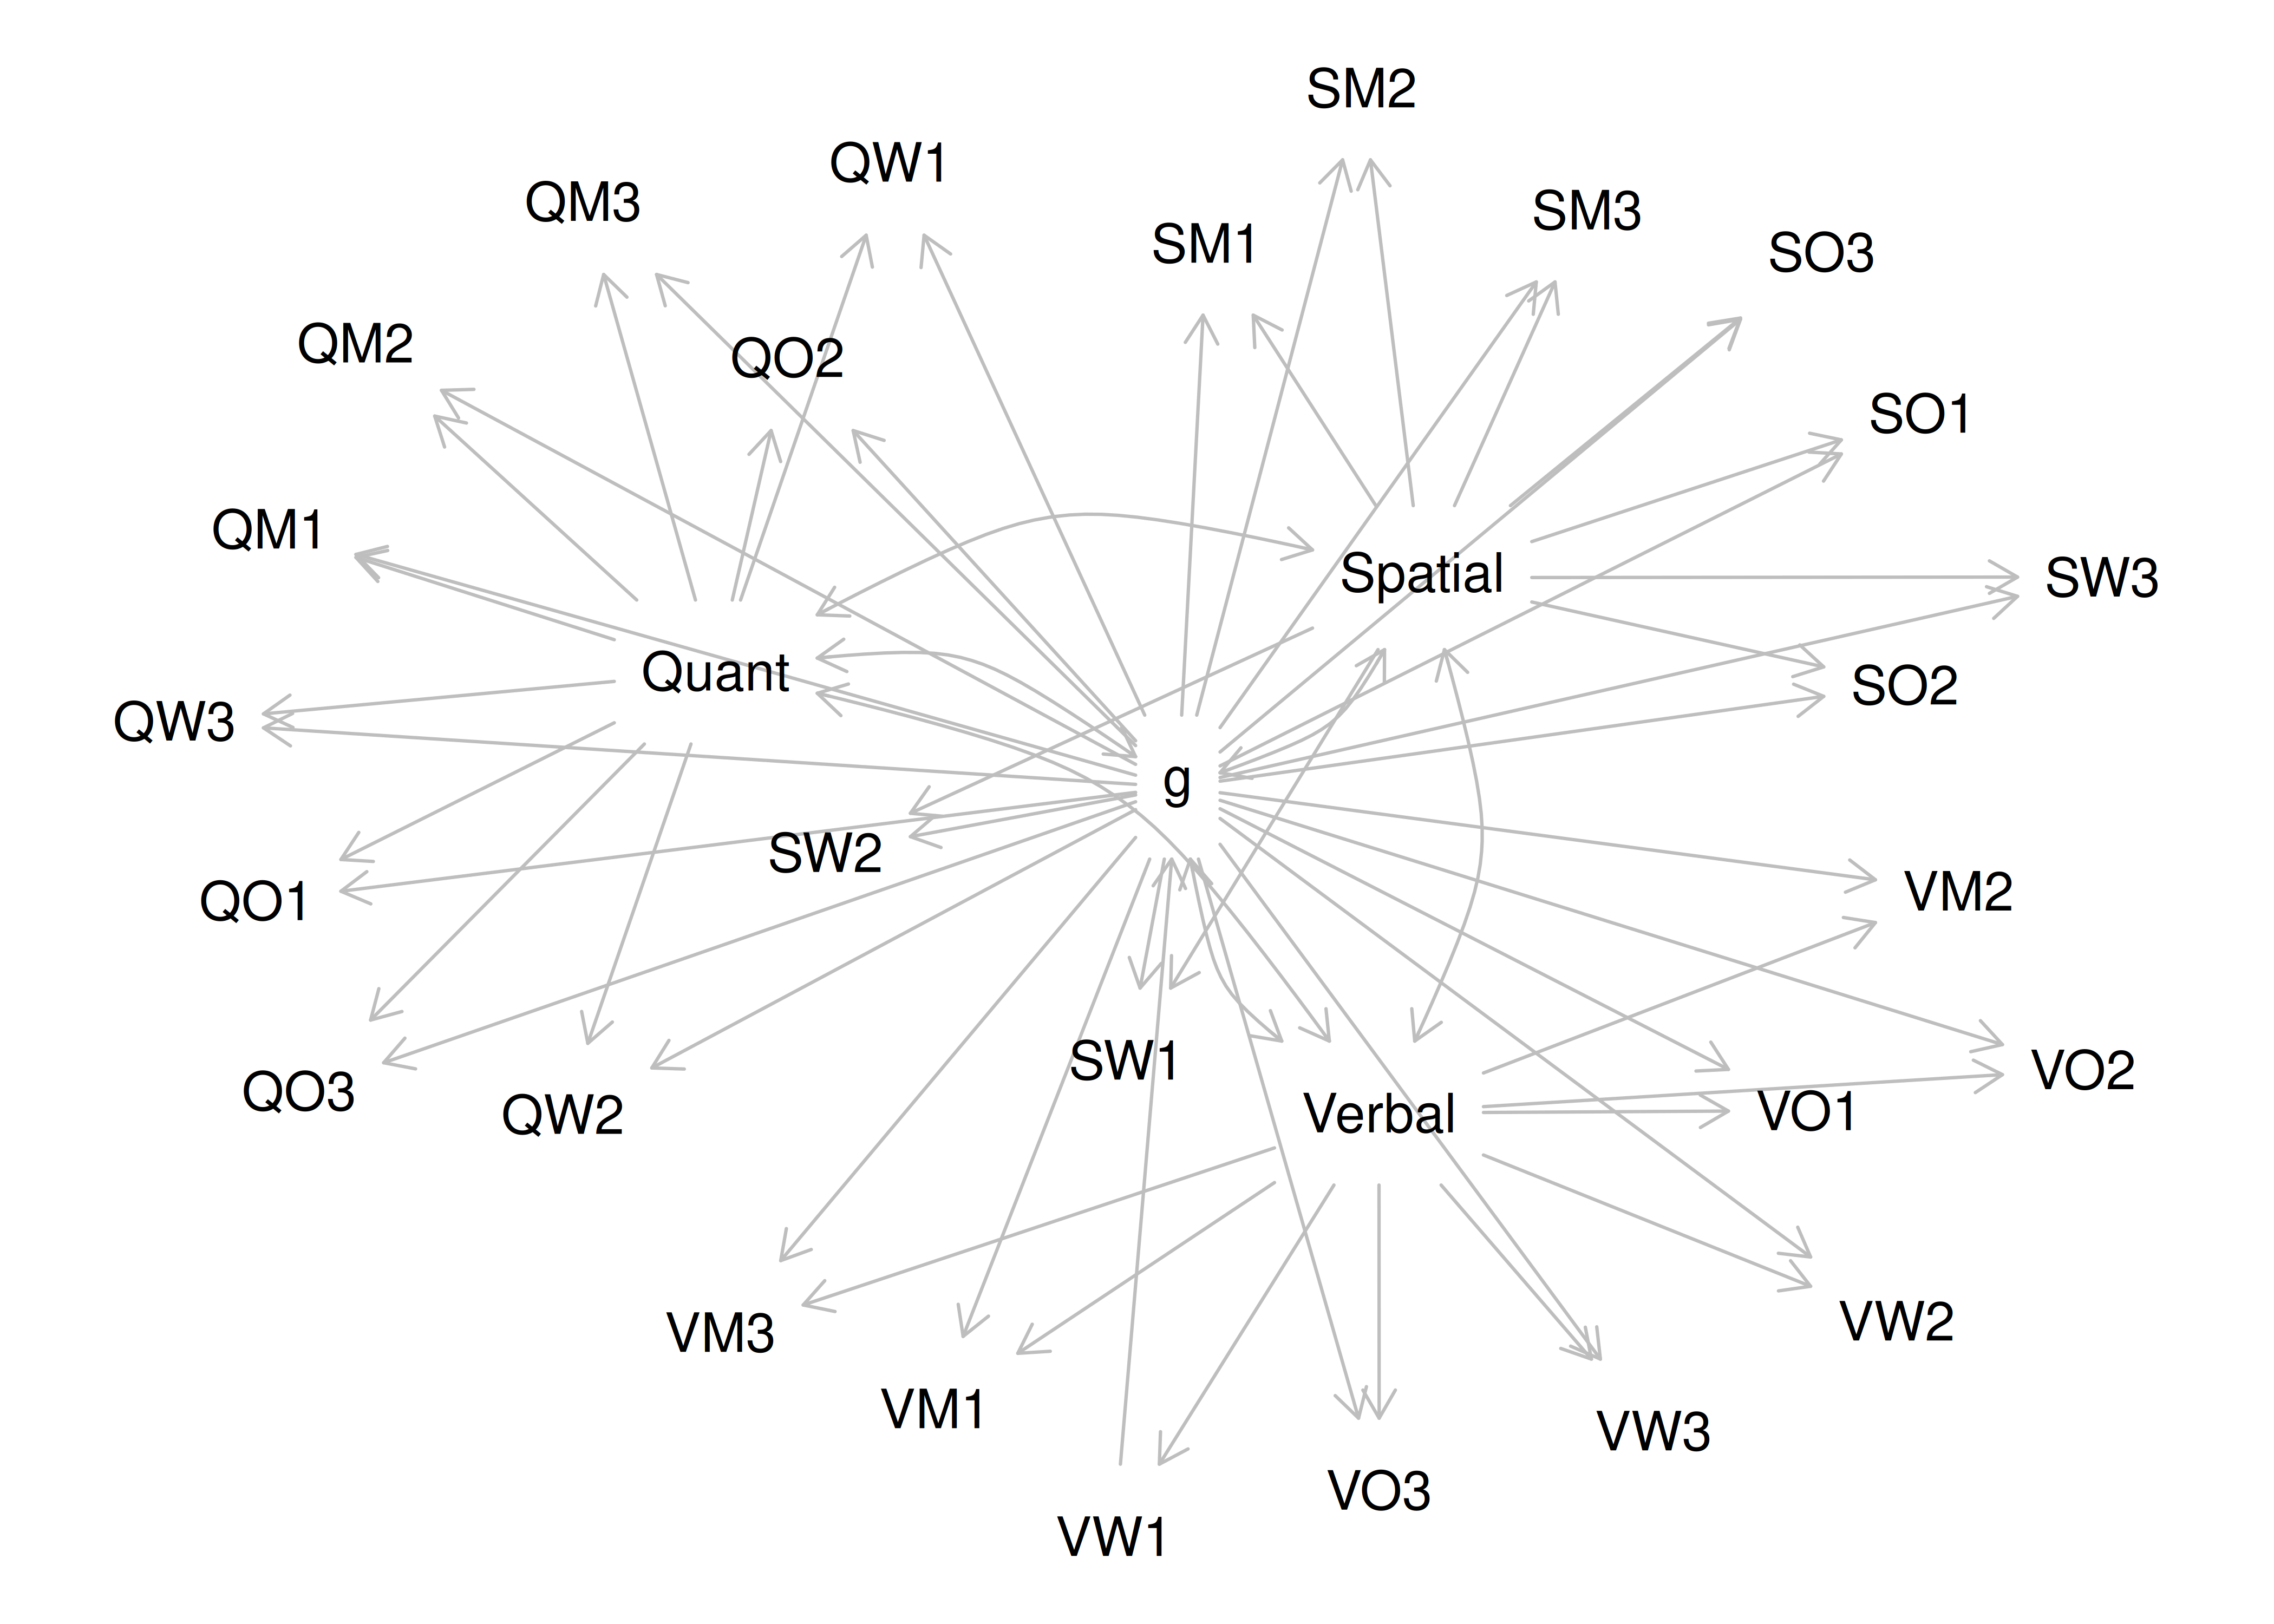 SM2
QW1
QM3
SM3
SM1
SO3
QM2
QO2
SO1
QM1
Spatial
SW3
Quant
SO2
QW3
g
SW2
VM2
QO1
SW1
VO2
QO3
QW2
Verbal
VO1
VW2
VM3
VM1
VW3
VO3
VW1